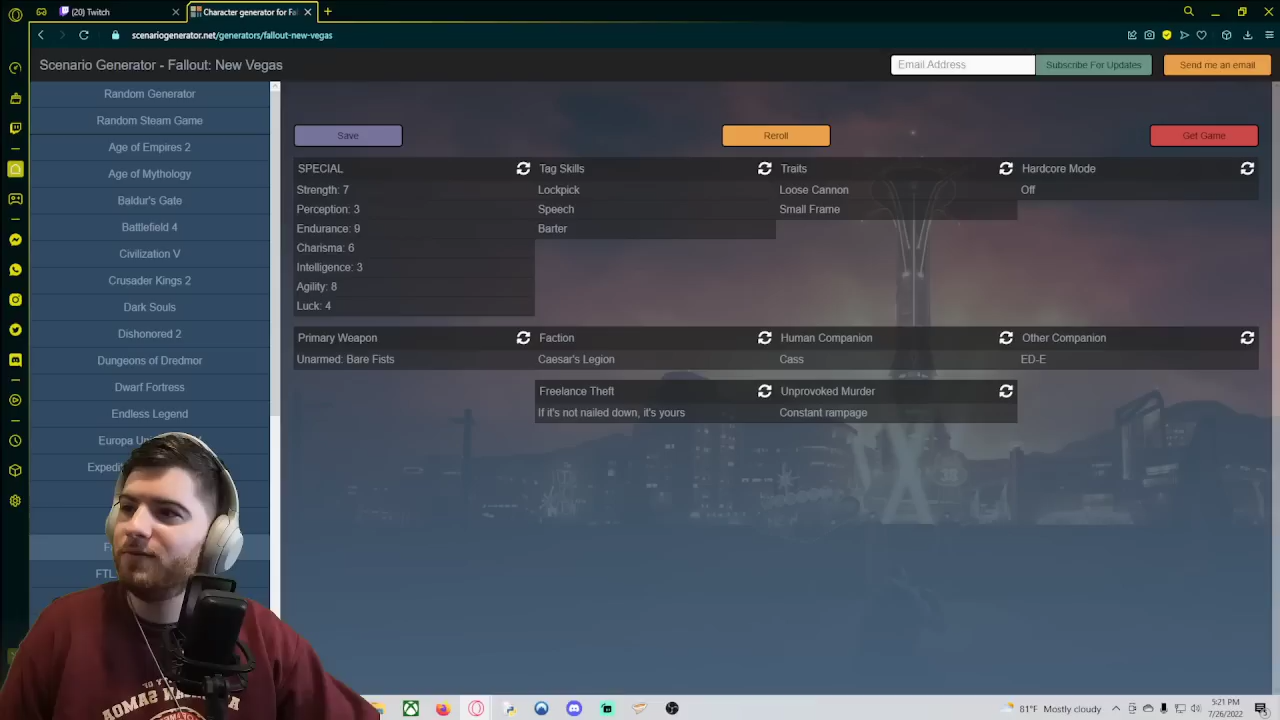 (20) Twitch
Character generator for Fal
scenariogenerator.net/generators/fallout-new-vegas
Scenario Generator - Fallout: New Vegas
Email Address
Subscribe For Updates
Send me an email
Random Generator
Random Steam Game
Age of Empires 2
Age of Mythology
Baldur's Gate
Battlefield 4
Civilization V
Crusader Kings 2
Dark Souls
Dishonored 2
Dungeons of Dredmor
Dwarf Fortress
Endless Legend
Europa Un
Exped
FTL
Save
Reroll
Get Game
SPECIAL
Strength: 7
Perception: 3
Endurance: 9
Charisma: 6
Intelligence: 3
Agility: 8
Luck: 4
Tag Skills
Lockpick
Speech
Barter
Traits
Loose Cannon
Small Frame
Hardcore Mode
Off
Primary Weapon
Unarmed: Bare Fists
Faction
Caesar's Legion
Human Companion
Cass
Other Companion
ED-E
Freelance Theft
If it's not nailed down, it's yours
Unprovoked Murder
Constant rampage
81°F Mostly cloudy
5:21 PM
7/26/2022